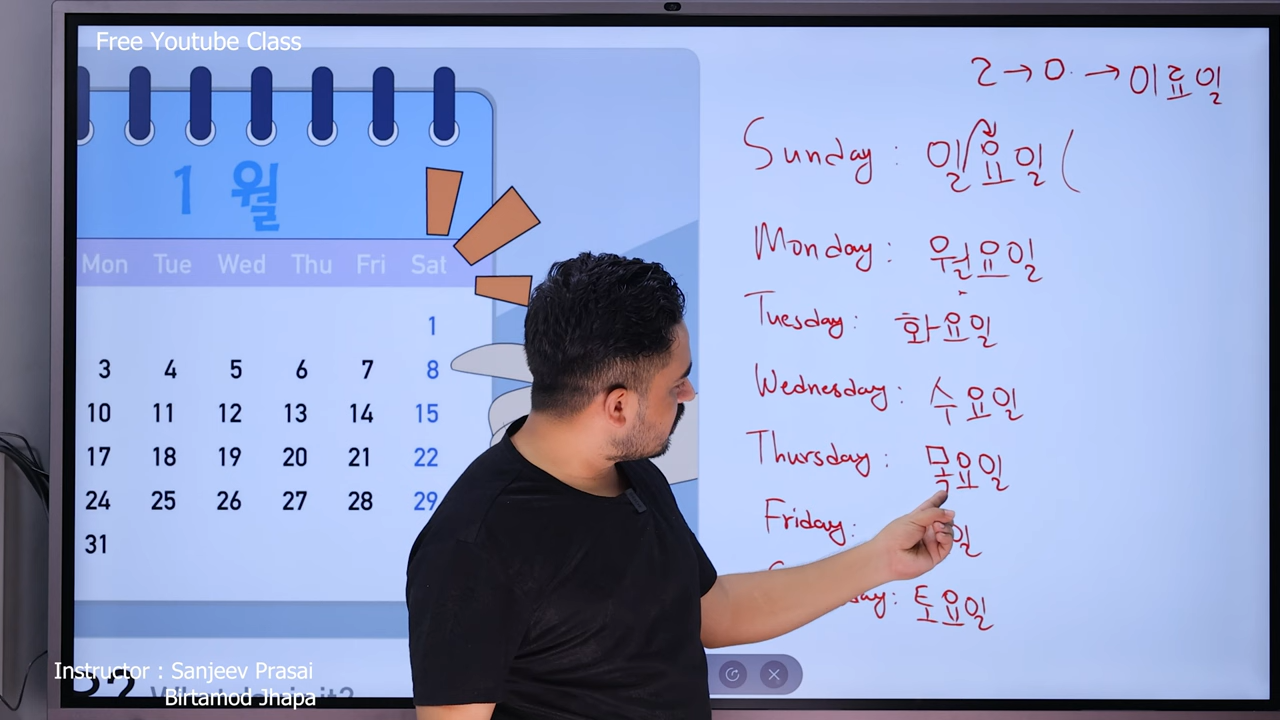 Free Youtube Class
1 월
Mon Tue Wed Thu Fri Sat
1
3 4 5 6 7 8
10 11 12 13 14 15
17 18 19 20 21 22
24 25 26 27 28 29
31
2 → ㅇ → 이료일
Sunday : 일요일 (
Monday : 월요일
Tuesday : 화요일
Wednesday : 수요일
Thursday : 목요일
Friday : 일
ay : 토요일
Instructor : Sanjeev Prasai
Birtamod Jhapa